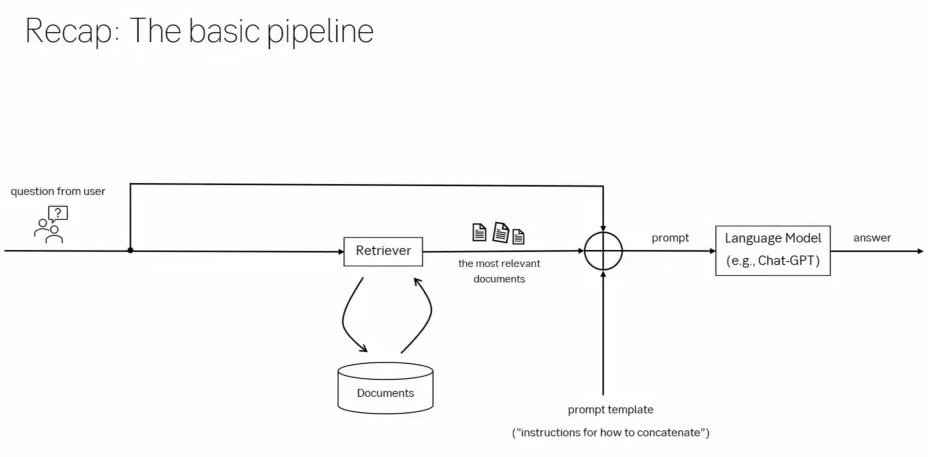 Recap: The basic pipeline
question from user
?
Retriever
the most relevant
documents
Documents
prompt
Language Model
(e.g., Chat-GPT)
answer
prompt template
("instructions for how to concatenate")